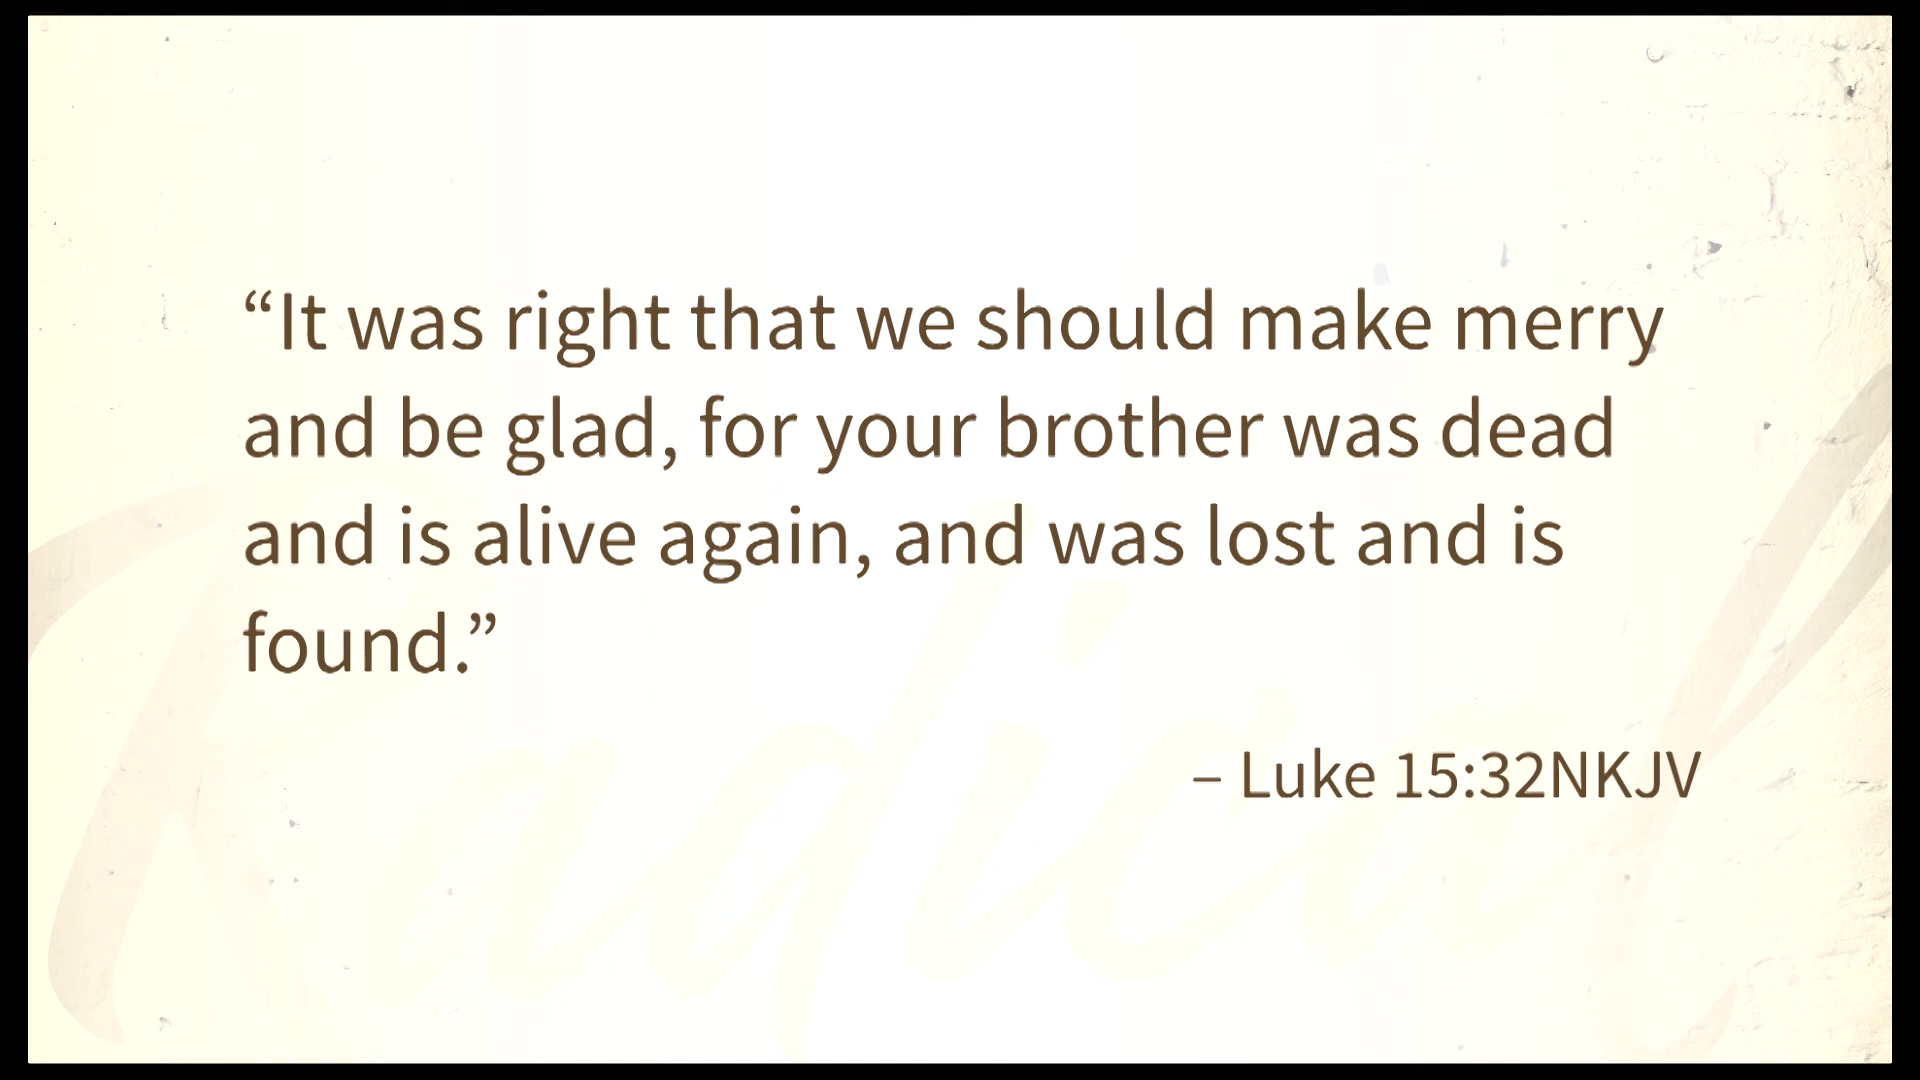 “It was right that we should make merry
and be glad, for your brother was dead
and is alive again, and was lost and is
found.”
– Luke 15:32NKJV
Radical